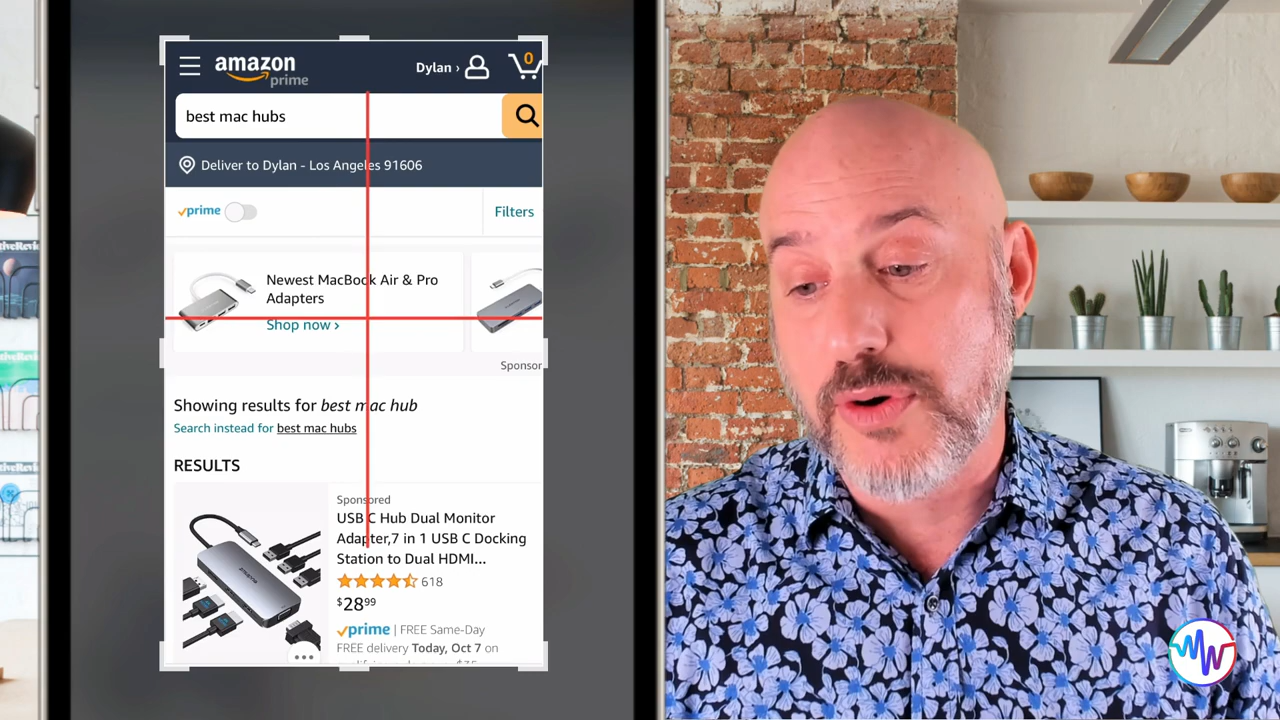 amazon
prime
Dylan ›
0
best mac hubs
Deliver to Dylan - Los Angeles 91606
prime
Filters
Newest MacBook Air & Pro
Adapters
Shop now ›
Sponsor
Showing results for best mac hub
Search instead for best mac hubs
RESULTS
Sponsored
USB C Hub Dual Monitor
Adapter,7 in 1 USB C Docking
Station to Dual HDMI...
618
$28.99
prime | FREE Same-Day
FREE delivery Today, Oct 7 on
MW